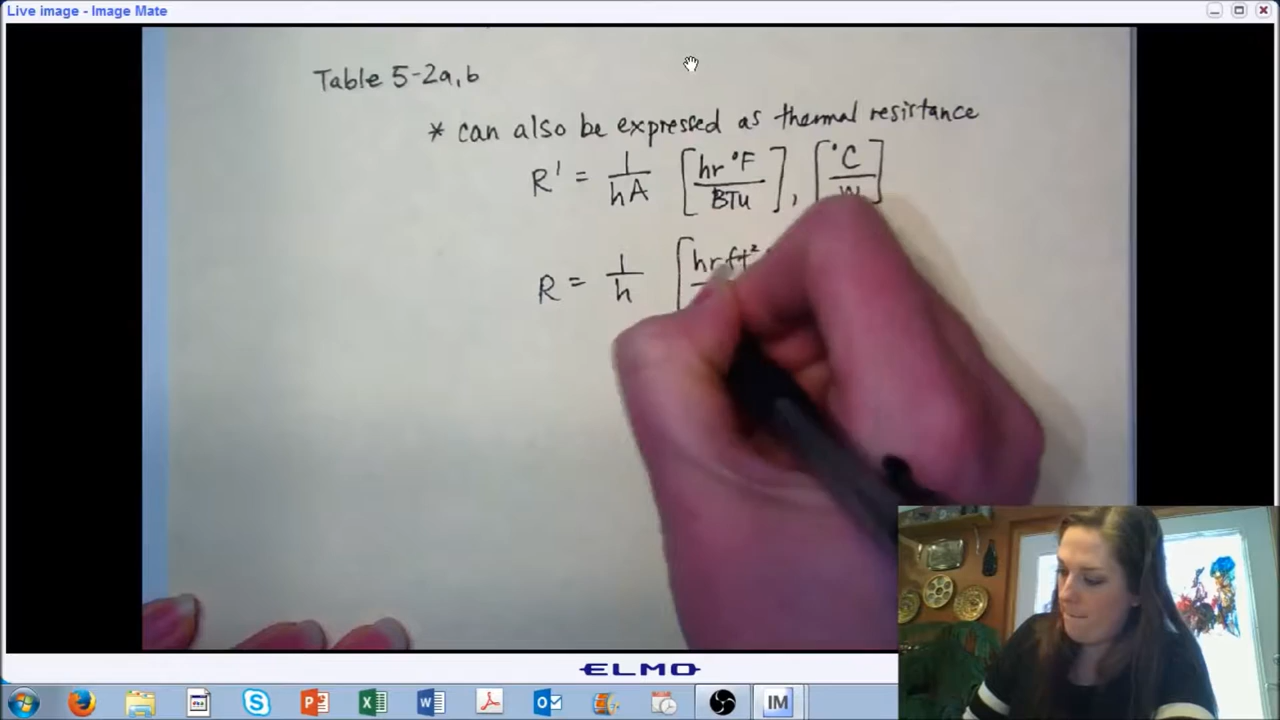 Live image - Image Mate
Table 5-2a,b
* can also be expressed as thermal resistance
R' = 1/hA [hr °F/BTu], [°C/W]
R = 1/h [hr ft²
ELMO
IM